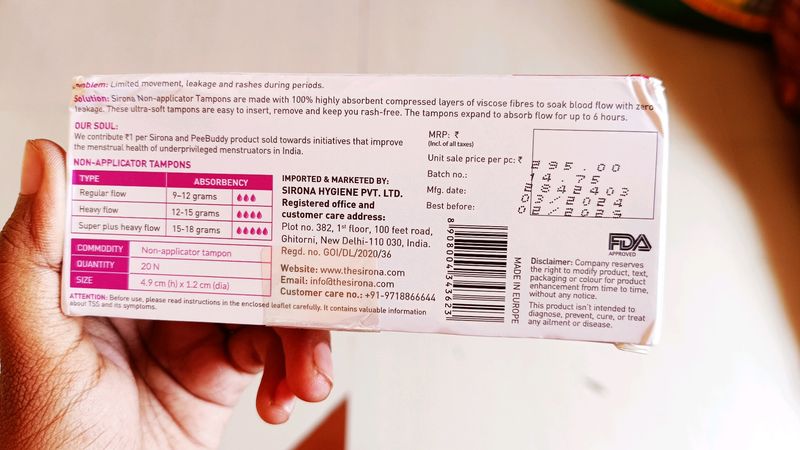 Problem: Limited movement, leakage and rashes during periods.
Solution: Sirona Non-applicator Tampons are made with 100% highly absorbent compressed layers of viscose fibres to soak blood flow with zero
leakage. These ultra-soft tampons are easy to insert, remove and keep you rash-free. The tampons expand to absorb flow for up to 6 hours.
OUR SOUL:
We contribute ₹1 per Sirona and PeeBuddy product sold towards initiatives that improve
the menstrual health of underprivileged menstruators in India.
NON-APPLICATOR TAMPONS
TYPE ABSORBENCY
Regular flow 9–12 grams
Heavy flow 12-15 grams
Super plus heavy flow 15-18 grams
COMMODITY Non-applicator tampon
QUANTITY 20 N
SIZE 4.9 cm (h) x 1.2 cm (dia)
ATTENTION: Before use, please read instructions in the enclosed leaflet carefully. It contains valuable information
about TSS and its symptoms.
IMPORTED & MARKETED BY:
SIRONA HYGIENE PVT. LTD.
Registered office and
customer care address:
Plot no. 382, 1st floor, 100 feet road,
Ghitorni, New Delhi-110 030, India.
Regd. no. GOI/DL/2020/36
Website: www.thesirona.com
Email: info@thesirona.com
Customer care no.: +91-9718866644
MRP: ₹
(Incl. of all taxes)
Unit sale price per pc: ₹
Batch no.:
Mfg. date:
Best before:
95.00
14.75
8908004343623
MADE IN EUROPE
FDA
APPROVED
Disclaimer: Company reserves
the right to modify product, text,
packaging or colour for product
enhancement from time to time,
without any notice.
This product isn't intended to
diagnose, prevent, cure, or treat
any ailment or disease.